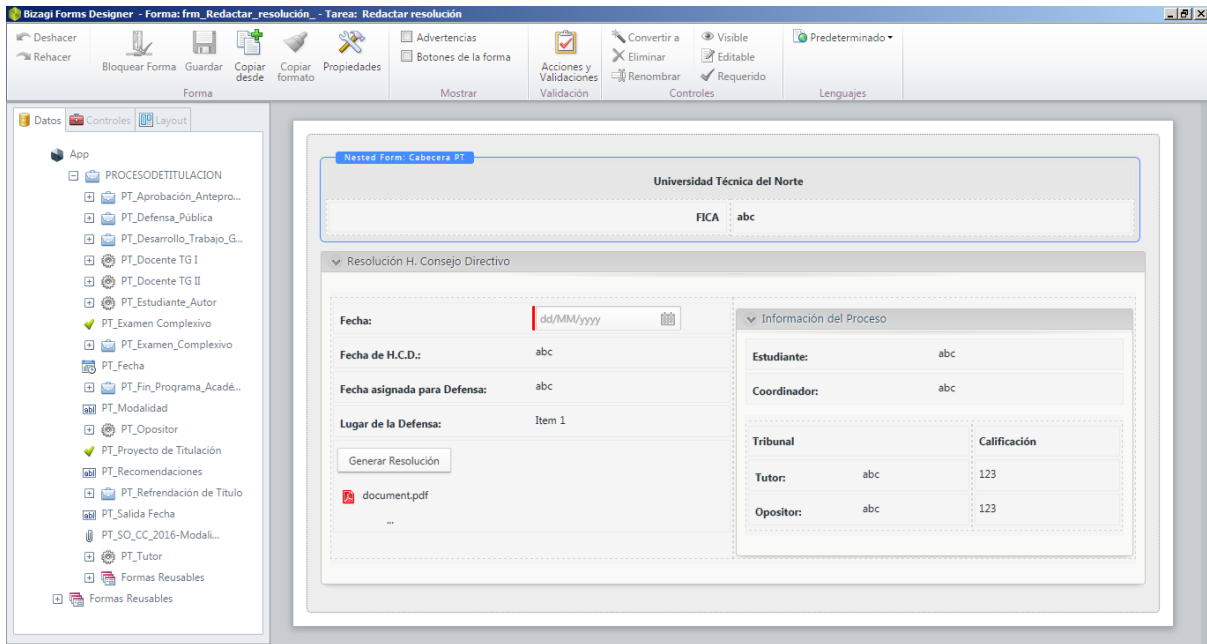 Bizagi Forms Designer - Forma: frm_Redactar_resolución_ - Tarea: Redactar resolución
Deshacer
Rehacer
Bloquear Forma
Guardar
Copiar desde
Forma
Copiar formato
Propiedades
Advertencias
Botones de la forma
Mostrar
Acciones y Validaciones
Validación
Convertir a
Eliminar
Renombrar
Visible
Editable
Requerido
Controles
Predeterminado
Lenguajes
Datos
Controles
Layout
App
PROCESODETITULACION
PT_Aprobación_Antepro...
PT_Defensa_Pública
PT_Desarrollo_Trabajo_G...
PT_Docente TG I
PT_Docente TG II
PT_Estudiante_Autor
PT_Examen Complexivo
PT_Examen_Complexivo
PT_Fecha
PT_Fin_Programa_Acadé...
PT_Modalidad
PT_Opositor
PT_Proyecto de Titulación
PT_Recomendaciones
PT_Refrendación de Título
PT_Salida Fecha
PT_SO_CC_2016-Modali...
PT_Tutor
Formas Reusables
Formas Reusables
Nested Form: Cabecera PT
Universidad Técnica del Norte
FICA abc
Resolución H. Consejo Directivo
Fecha: dd/MM/yyyy
Fecha de H.C.D.: abc
Fecha asignada para Defensa: abc
Lugar de la Defensa: Item 1
Generar Resolución
document.pdf
...
Información del Proceso
Estudiante: abc
Coordinador: abc
Tribunal Calificación
Tutor: abc 123
Opositor: abc 123